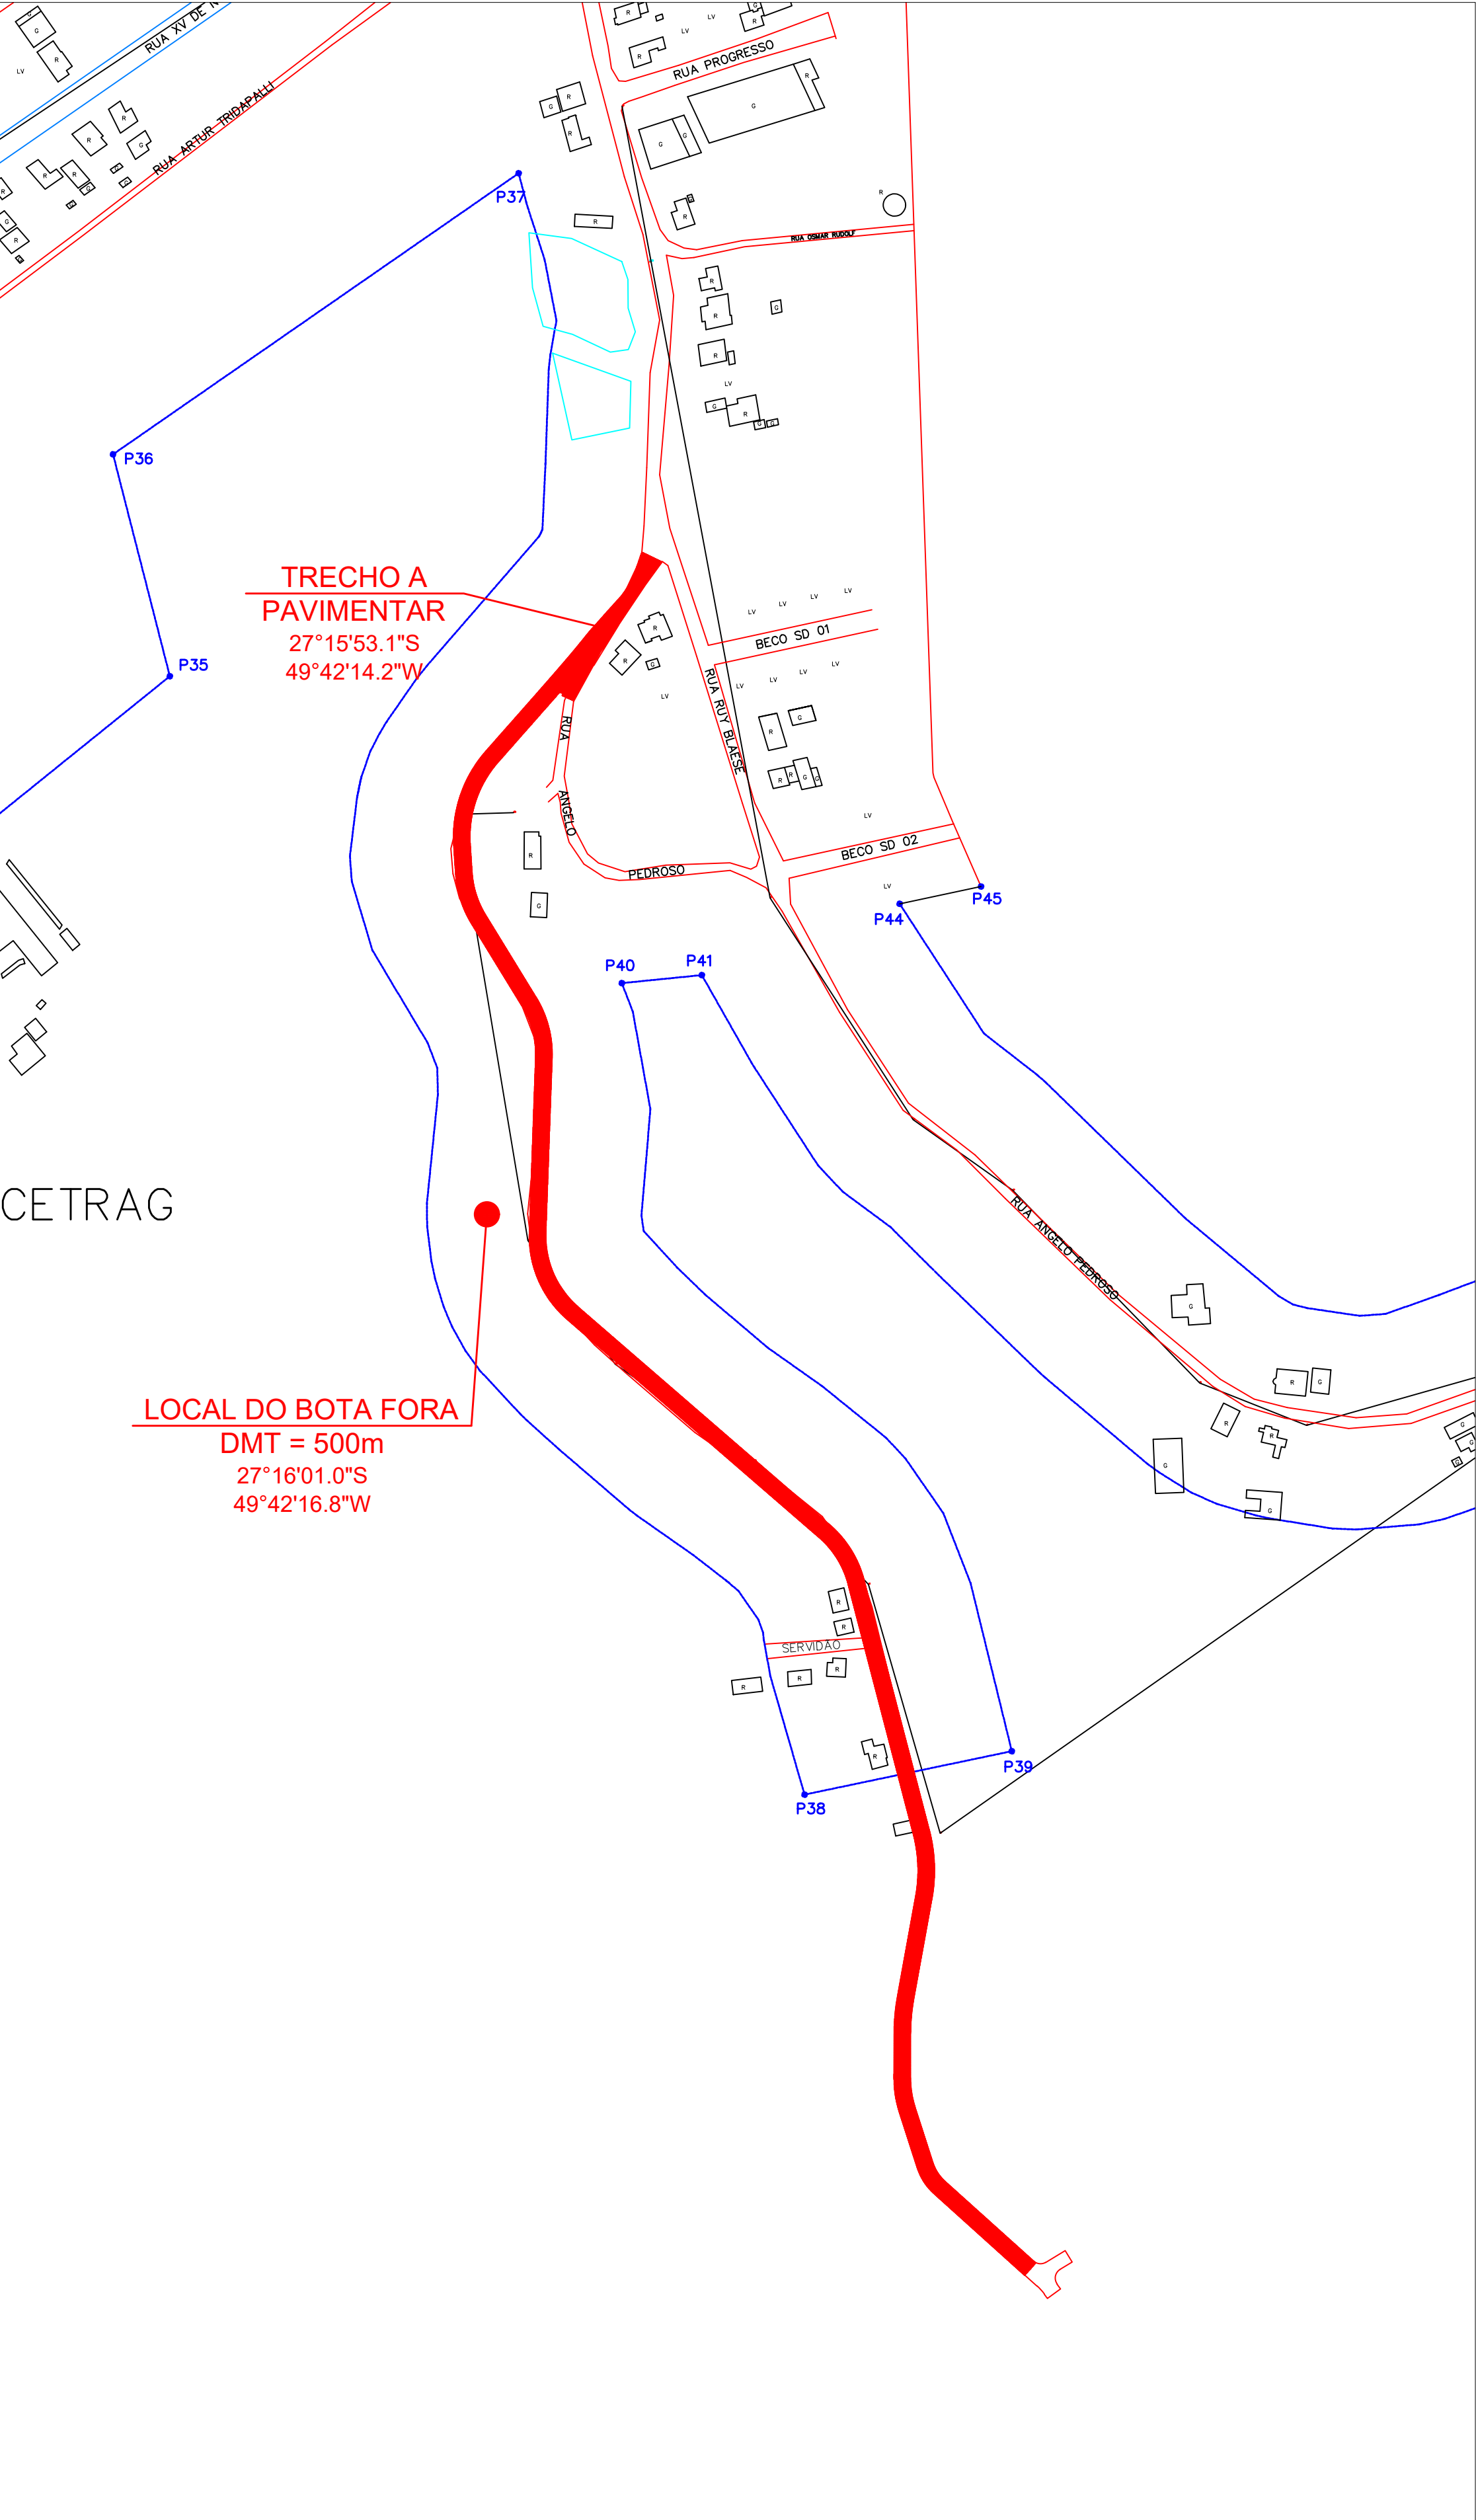 RUA XV DE N
RUA ARTUR TRIDAPALLI
RUA PROGRESSO
RUA OSMAR RUDOLF
P37
P36
P35
TRECHO A
PAVIMENTAR
27°15'53.1"S
49°42'14.2"W
BECO SD 01
RUA RUY BLAESE
RUA
ANGELO
PEDROSO
BECO SD 02
P44
P45
P40
P41
CETRAG
RUA ANGELO PEDROSO
LOCAL DO BOTA FORA
DMT = 500m
27°16'01.0"S
49°42'16.8"W
SERVIDÃO
P39
P38